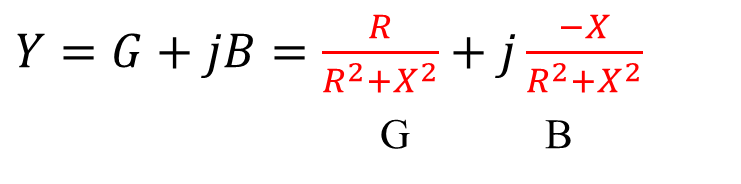 Y = G + jB = R/(R²+X²) + j -X/(R²+X²)
G B